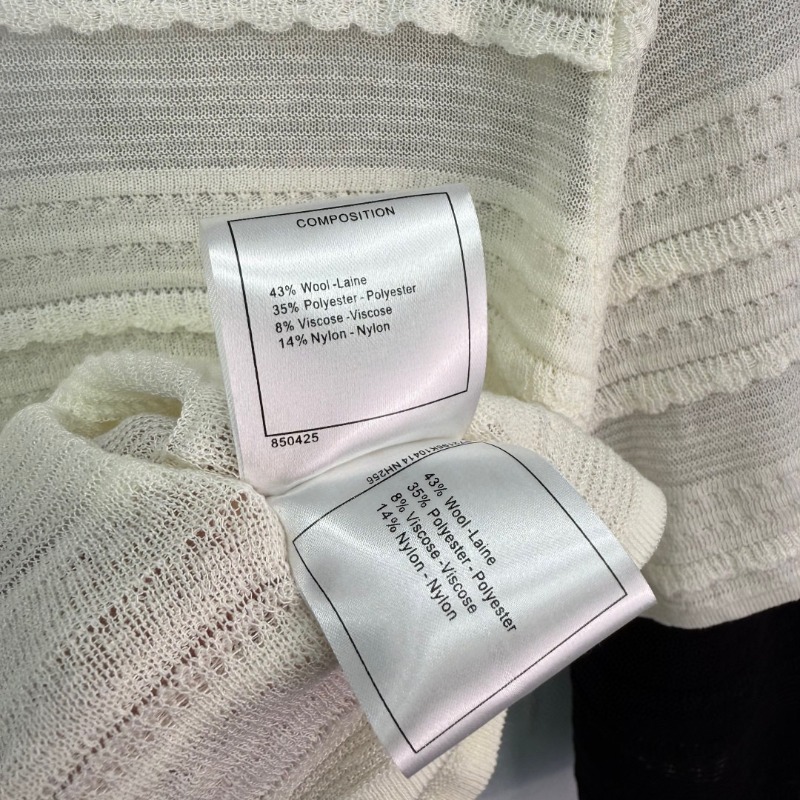 COMPOSITION
43% Wool -Laine
35% Polyester - Polyester
8% Viscose -Viscose
14% Nylon - Nylon
850425
43% Wool -Laine
35% Polyester - Polyester
8% Viscose -Viscose
14% Nylon - Nylon